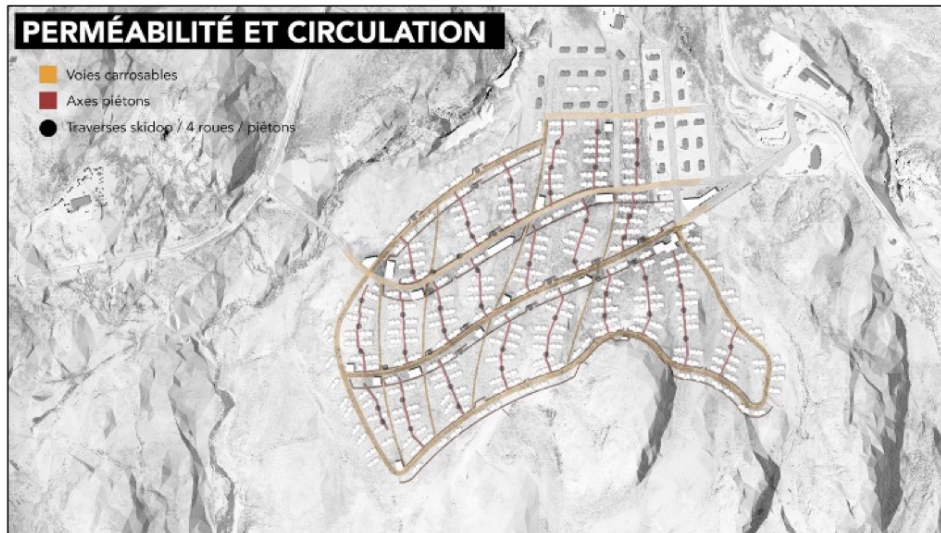 PERMÉABILITÉ ET CIRCULATION
Voies carrosables
Axes piétons
Traverses skidoo / 4 roues / piétons